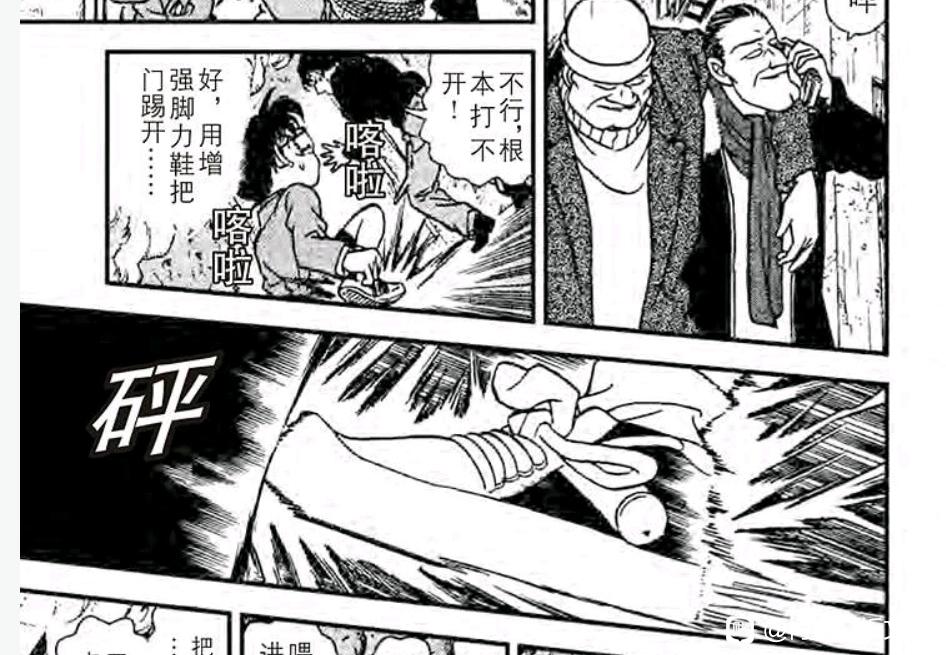 不行，根
本打不
开！
喀啦
好，用增
强脚力鞋把
门踢开……
喀啦
砰
喂
进
把
…